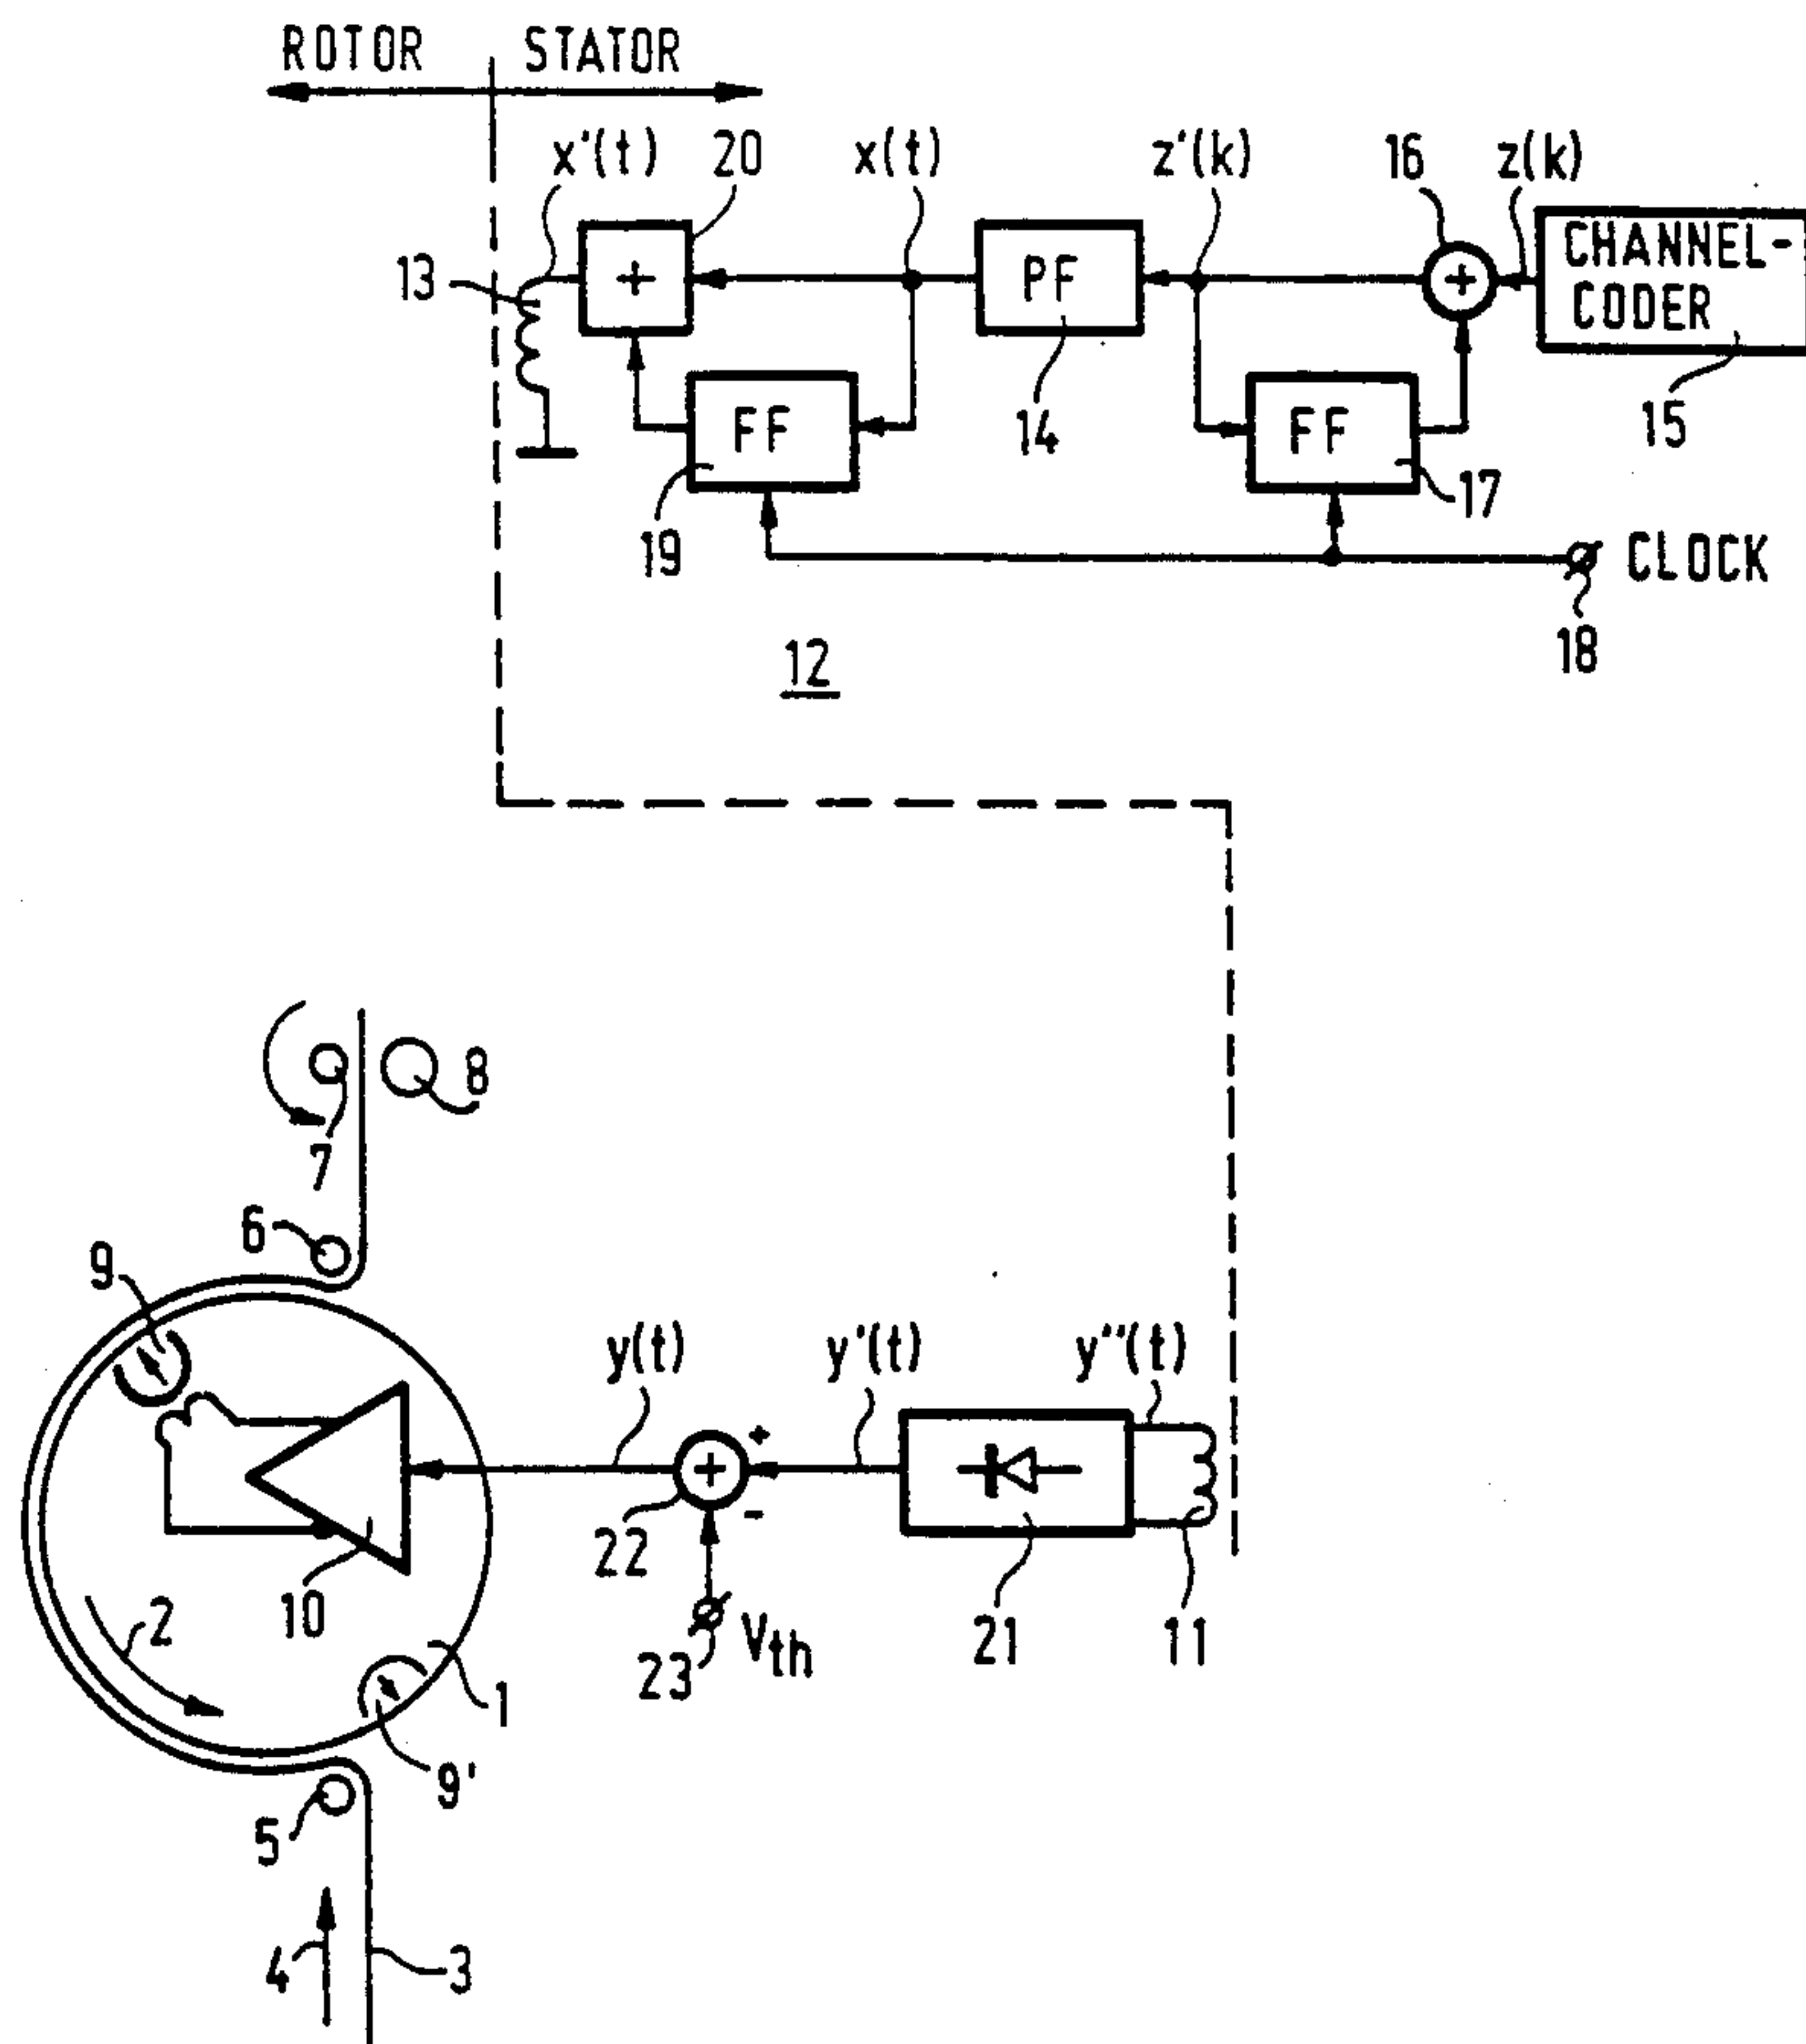 ROTOR STATOR
x'(t) 20 x(t) z'(k) 16 z(k)
CHANNEL-
CODER
13 + PF +
FF 14 FF 15
19 17
CLOCK
12 18
8
7
6
9
y(t) y'(t) y''(t)
+
+
-
22
10
2 23 Vth 21 11
1
9'
5
4 3